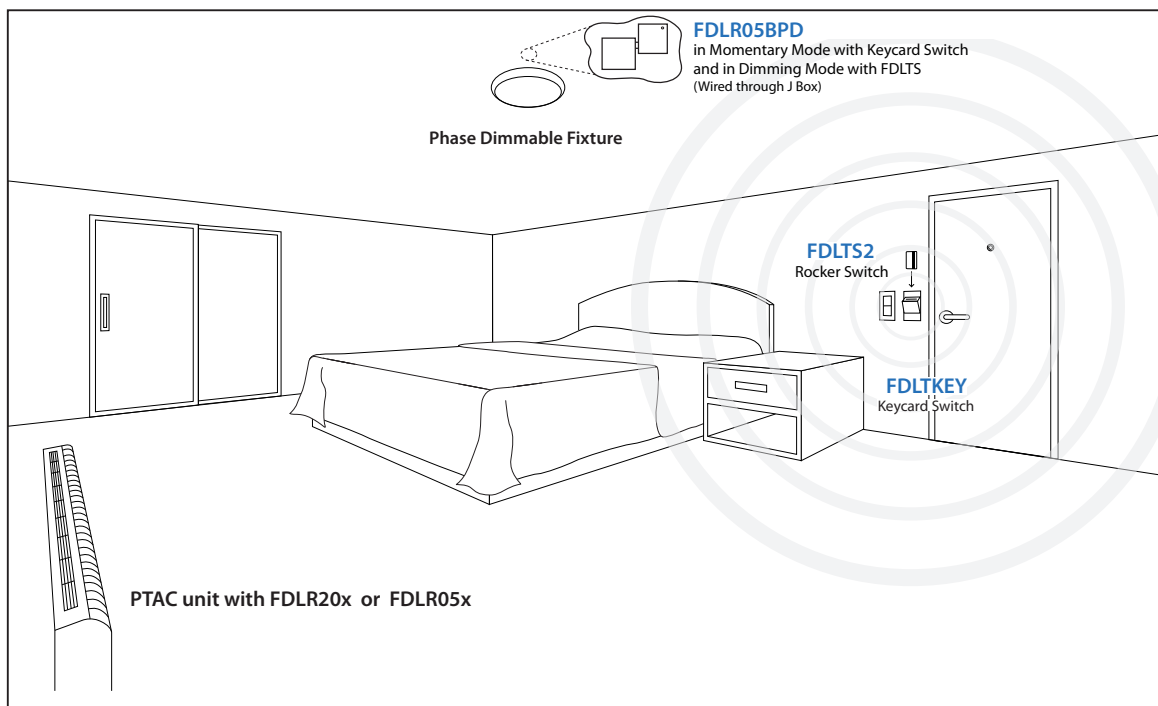 FDLR05BPD
in Momentary Mode with Keycard Switch
and in Dimming Mode with FDLTS
(Wired through J Box)
Phase Dimmable Fixture
FDLTS2
Rocker Switch
FDLTKEY
Keycard Switch
PTAC unit with FDLR20x or FDLR05x